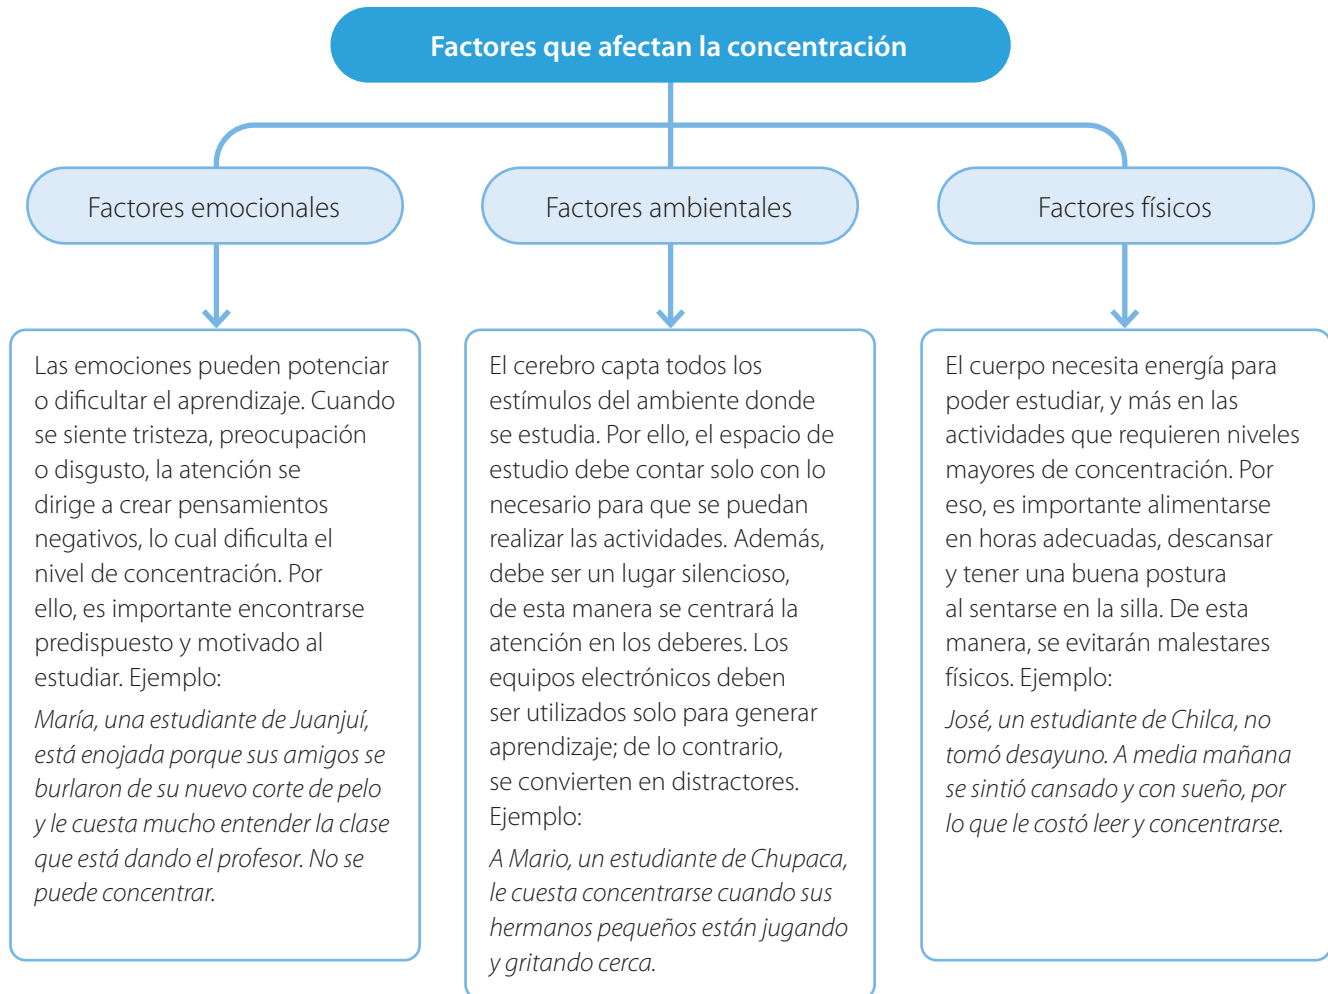 Factores que afectan la concentración
Factores emocionales
Las emociones pueden potenciar
o dificultar el aprendizaje. Cuando
se siente tristeza, preocupación
o disgusto, la atención se
dirige a crear pensamientos
negativos, lo cual dificulta el
nivel de concentración. Por
ello, es importante encontrarse
predispuesto y motivado al
estudiar. Ejemplo:
María, una estudiante de Juanjuí,
está enojada porque sus amigos se
burlaron de su nuevo corte de pelo
y le cuesta mucho entender la clase
que está dando el profesor. No se
puede concentrar.
Factores ambientales
El cerebro capta todos los
estímulos del ambiente donde
se estudia. Por ello, el espacio de
estudio debe contar solo con lo
necesario para que se puedan
realizar las actividades. Además,
debe ser un lugar silencioso,
de esta manera se centrará la
atención en los deberes. Los
equipos electrónicos deben
ser utilizados solo para generar
aprendizaje; de lo contrario,
se convierten en distractores.
Ejemplo:
A Mario, un estudiante de Chupaca,
le cuesta concentrarse cuando sus
hermanos pequeños están jugando
y gritando cerca.
Factores físicos
El cuerpo necesita energía para
poder estudiar, y más en las
actividades que requieren niveles
mayores de concentración. Por
eso, es importante alimentarse
en horas adecuadas, descansar
y tener una buena postura
al sentarse en la silla. De esta
manera, se evitarán malestares
físicos. Ejemplo:
José, un estudiante de Chilca, no
tomó desayuno. A media mañana
se sintió cansado y con sueño, por
lo que le costó leer y concentrarse.